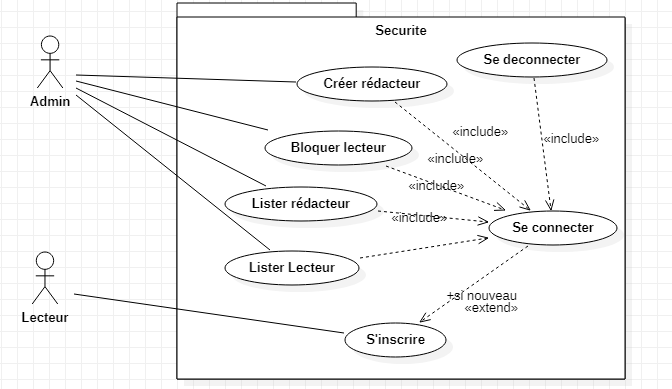 Securite
Se deconnecter
Créer rédacteur
Admin
«include»
«include»
Bloquer lecteur
«include»
«include»
Lister rédacteur
«include»
Se connecter
Lister Lecteur
+si nouveau
«extend»
Lecteur
S'inscrire